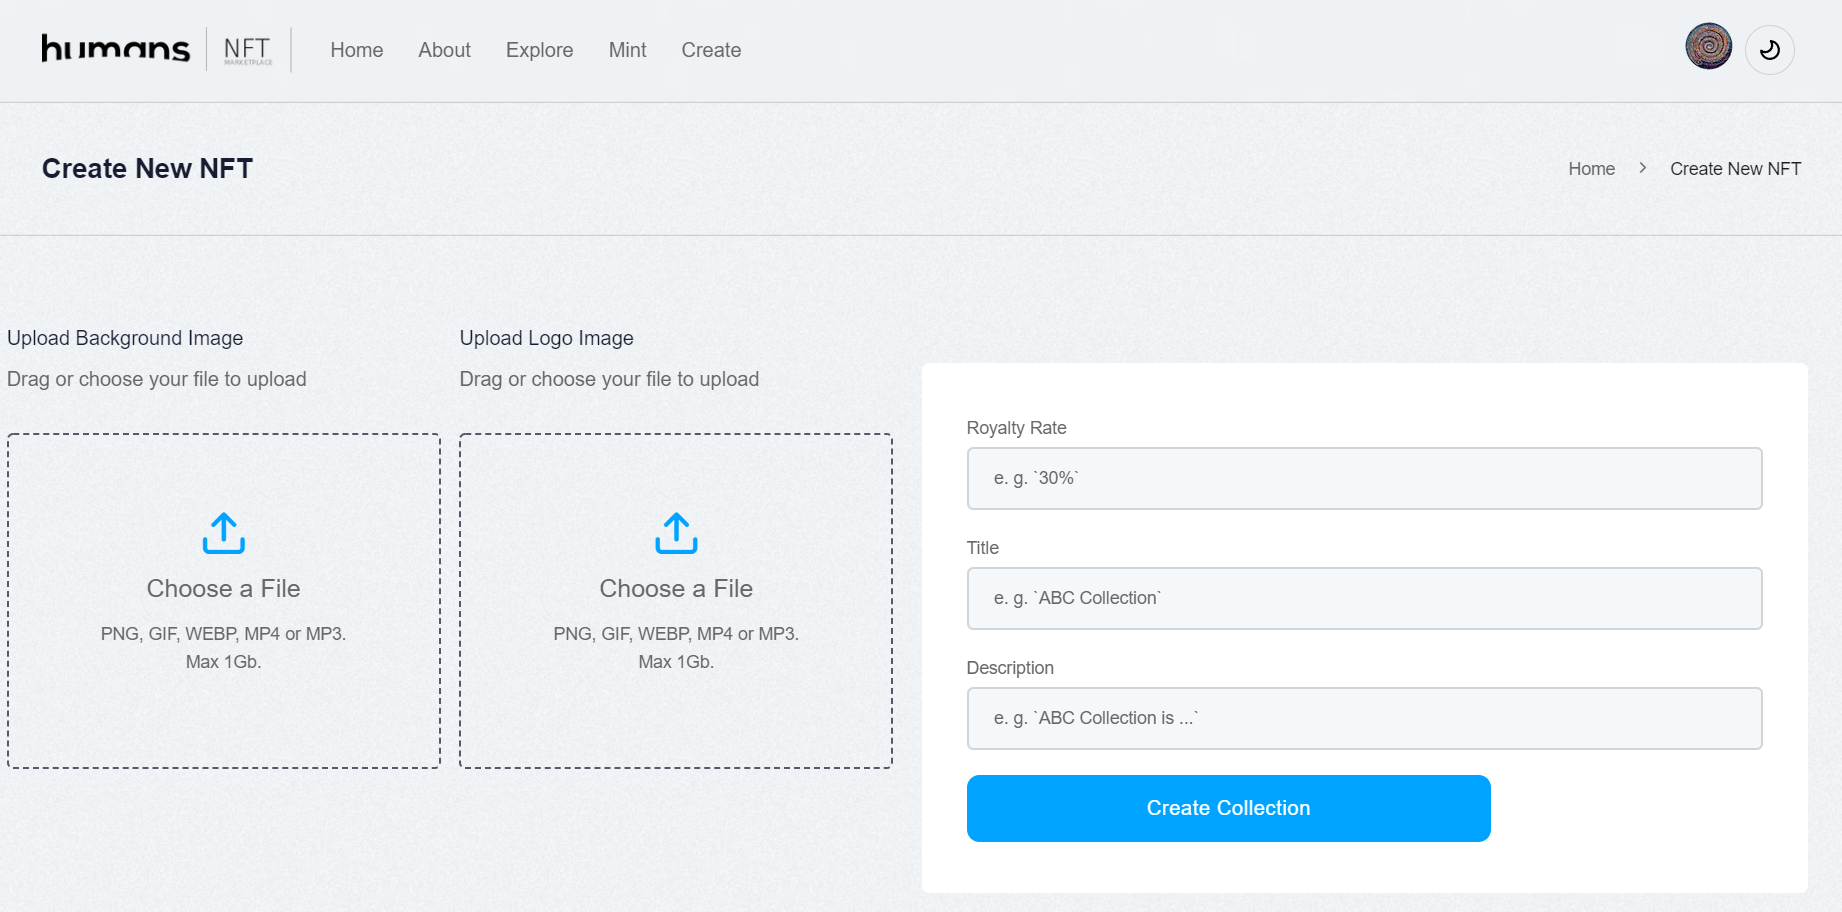 humans
NFT
MARKETPLACE
Home
About
Explore
Mint
Create
Create New NFT
Home > Create New NFT
Upload Background Image
Drag or choose your file to upload
Choose a File
PNG, GIF, WEBP, MP4 or MP3.
Max 1Gb.
Upload Logo Image
Drag or choose your file to upload
Choose a File
PNG, GIF, WEBP, MP4 or MP3.
Max 1Gb.
Royalty Rate
e. g. `30%`
Title
e. g. `ABC Collection`
Description
e. g. `ABC Collection is ...`
Create Collection